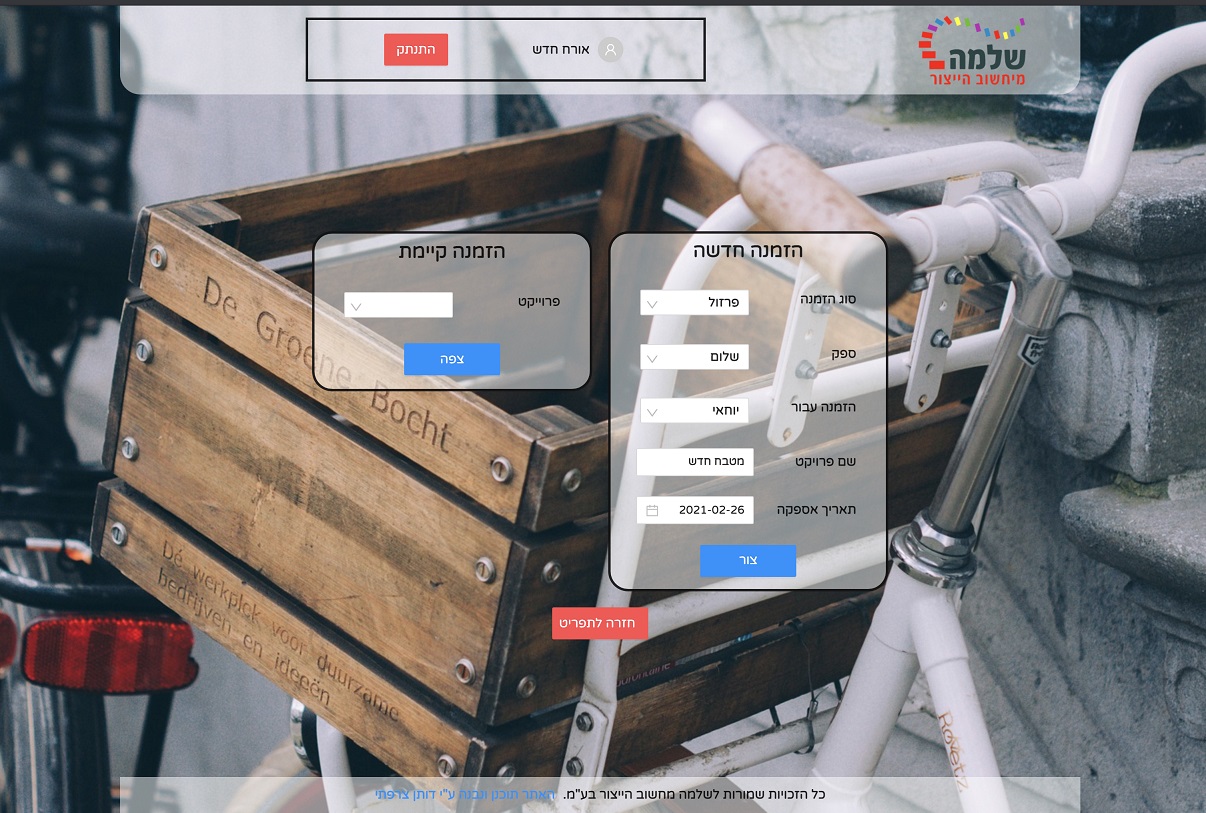 שלמה
מיחשוב הייצור
אורח חדש
התנתק
הזמנה חדשה
סוג הזמנה
פרזול
ספק
שלום
הזמנה עבור
יוחאי
שם פרויקט
מטבח חדש
תאריך אספקה
2021-02-26
צור
הזמנה קיימת
פרוייקט
צפה
חזרה לתפריט
De Groene Bocht
Dé werkplek voor duurzame
bedrijven en ideeën
כל הזכויות שמורות לשלמה מחשוב הייצור בע"מ. האתר תוכנן ונבנה ע"י דותן צרפתי